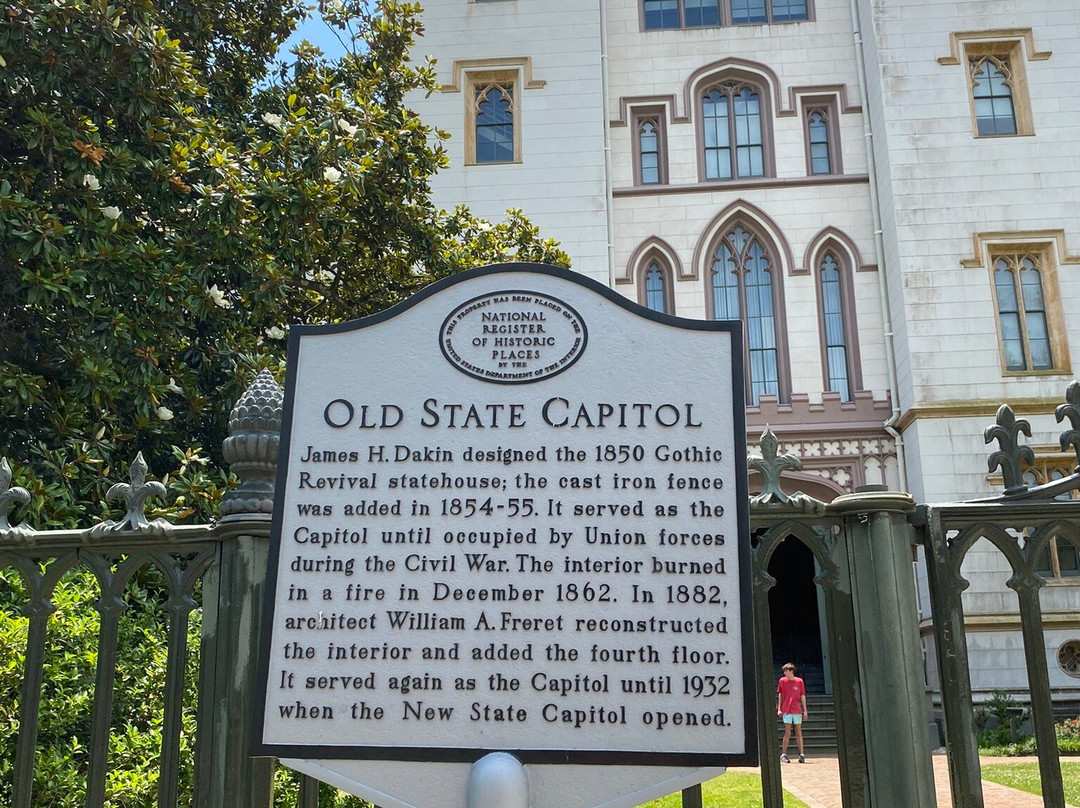 THIS PROPERTY HAS BEEN PLACED ON THE
NATIONAL
REGISTER
OF HISTORIC
PLACES
BY THE
UNITED STATES DEPARTMENT OF THE INTERIOR
OLD STATE CAPITOL
James H. Dakin designed the 1850 Gothic
Revival statehouse; the cast iron fence
was added in 1854-55. It served as the
Capitol until occupied by Union forces
during the Civil War. The interior burned
in a fire in December 1862. In 1882,
architect William A. Freret reconstructed
the interior and added the fourth floor.
It served again as the Capitol until 1932
when the New State Capitol opened.